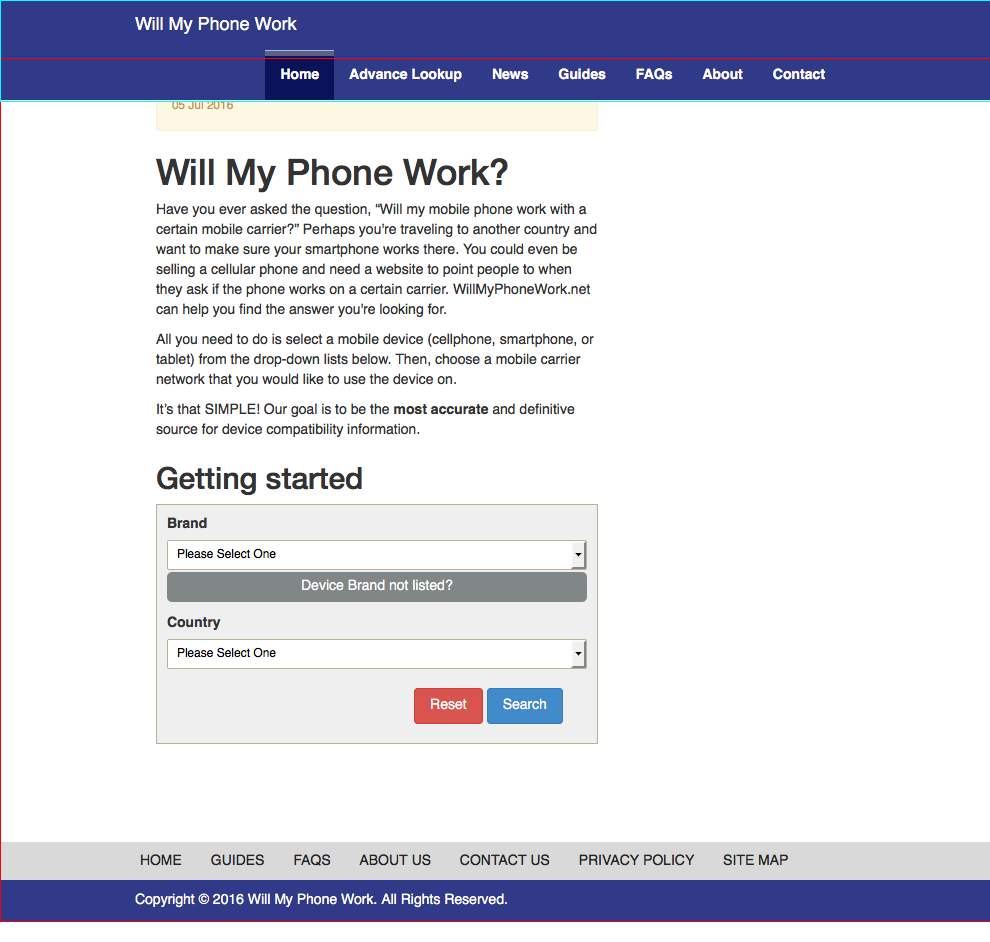 Will My Phone Work
Home Advance Lookup News Guides FAQs About Contact
05 Jul 2016
Will My Phone Work?
Have you ever asked the question, “Will my mobile phone work with a
certain mobile carrier?” Perhaps you're traveling to another country and
want to make sure your smartphone works there. You could even be
selling a cellular phone and need a website to point people to when
they ask if the phone works on a certain carrier. WillMyPhoneWork.net
can help you find the answer you're looking for.
All you need to do is select a mobile device (cellphone, smartphone, or
tablet) from the drop-down lists below. Then, choose a mobile carrier
network that you would like to use the device on.
It's that SIMPLE! Our goal is to be the most accurate and definitive
source for device compatibility information.
Getting started
Brand
Please Select One
Device Brand not listed?
Country
Please Select One
Reset Search
HOME GUIDES FAQS ABOUT US CONTACT US PRIVACY POLICY SITE MAP
Copyright © 2016 Will My Phone Work. All Rights Reserved.